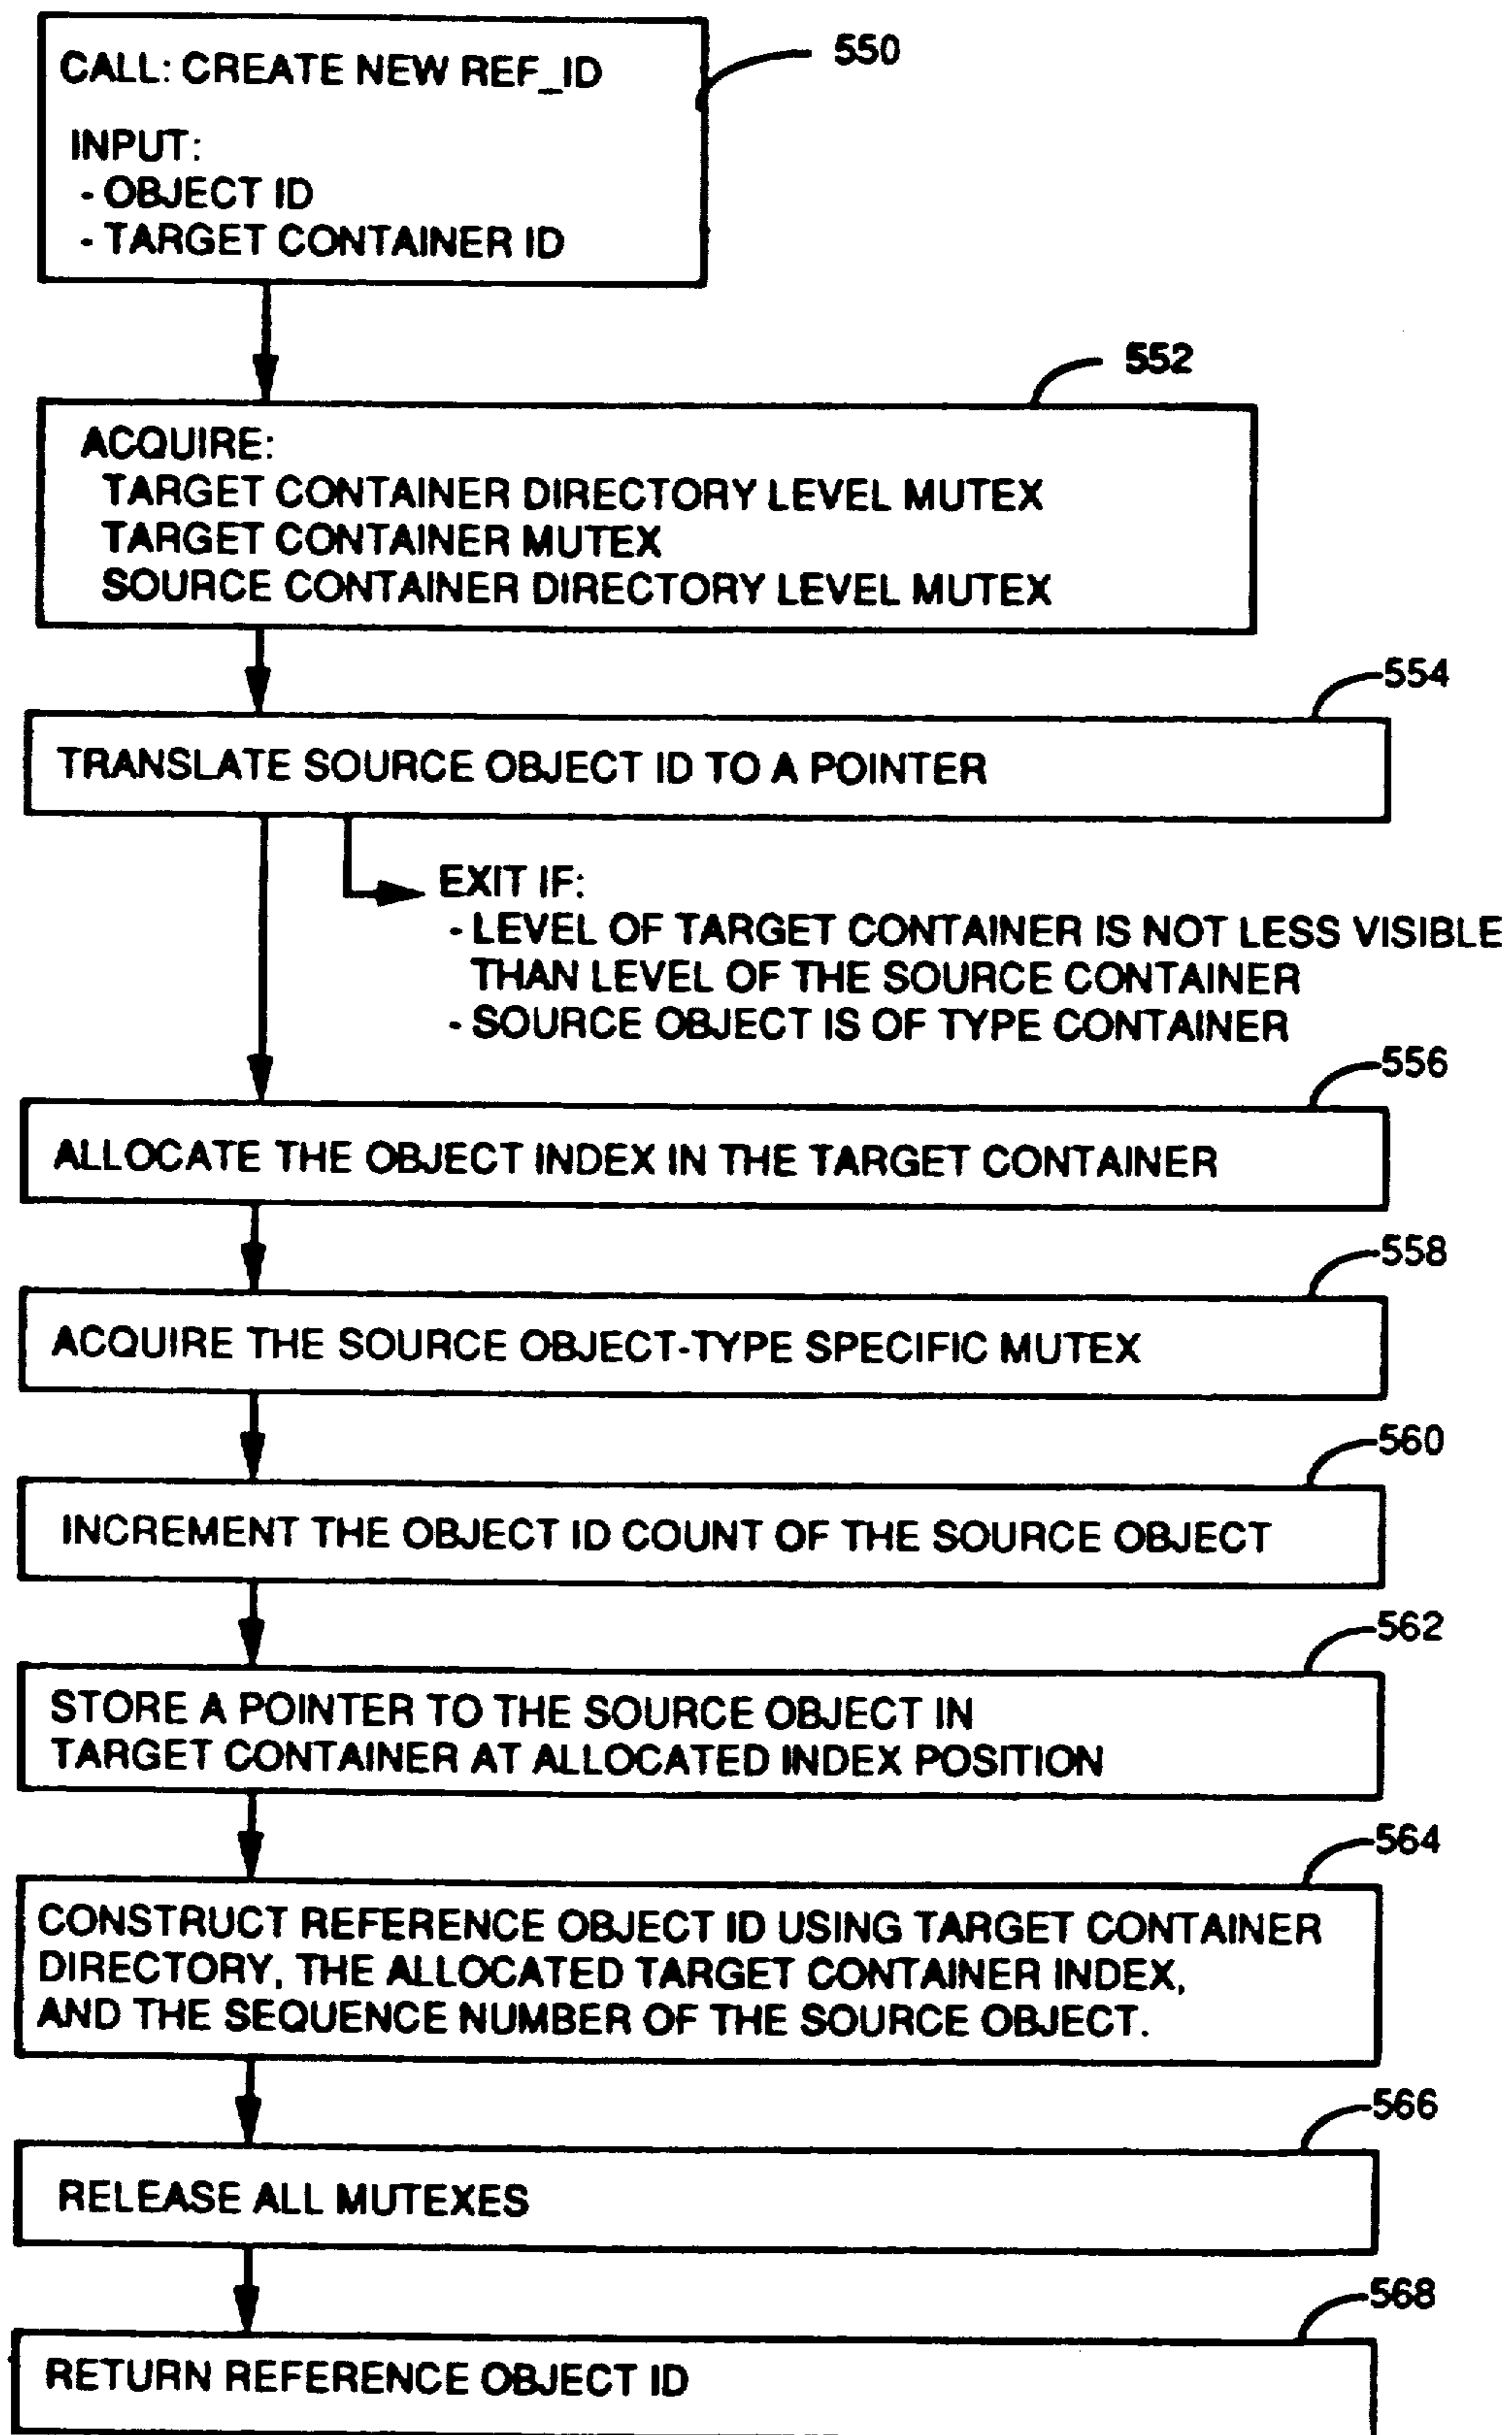 CALL: CREATE NEW REF_ID
550
INPUT:
- OBJECT ID
- TARGET CONTAINER ID
552
ACQUIRE:
TARGET CONTAINER DIRECTORY LEVEL MUTEX
TARGET CONTAINER MUTEX
SOURCE CONTAINER DIRECTORY LEVEL MUTEX
554
TRANSLATE SOURCE OBJECT ID TO A POINTER
EXIT IF:
- LEVEL OF TARGET CONTAINER IS NOT LESS VISIBLE
THAN LEVEL OF THE SOURCE CONTAINER
- SOURCE OBJECT IS OF TYPE CONTAINER
556
ALLOCATE THE OBJECT INDEX IN THE TARGET CONTAINER
558
ACQUIRE THE SOURCE OBJECT-TYPE SPECIFIC MUTEX
560
INCREMENT THE OBJECT ID COUNT OF THE SOURCE OBJECT
562
STORE A POINTER TO THE SOURCE OBJECT IN
TARGET CONTAINER AT ALLOCATED INDEX POSITION
564
CONSTRUCT REFERENCE OBJECT ID USING TARGET CONTAINER
DIRECTORY, THE ALLOCATED TARGET CONTAINER INDEX,
AND THE SEQUENCE NUMBER OF THE SOURCE OBJECT.
566
RELEASE ALL MUTEXES
568
RETURN REFERENCE OBJECT ID